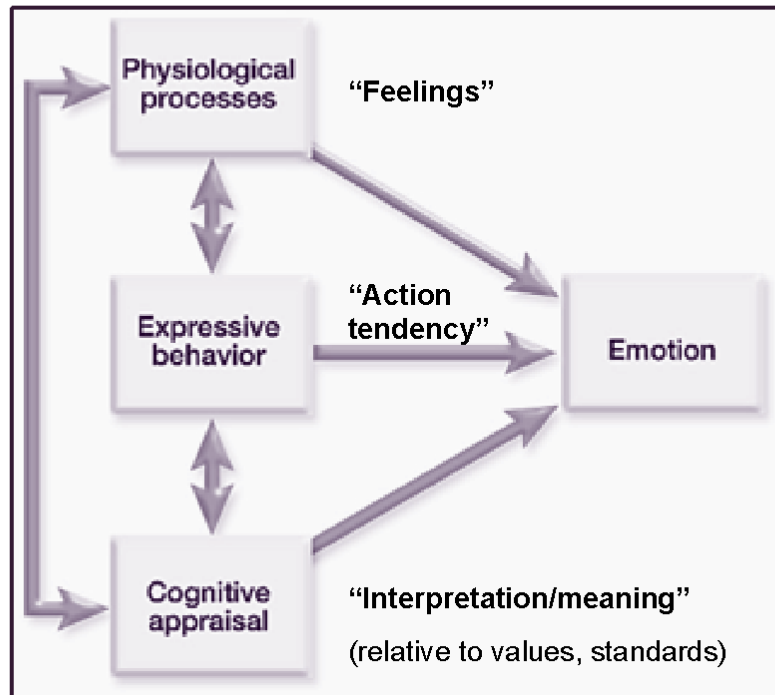 Physiological
processes
“Feelings”
“Action
tendency”
Expressive
behavior
Emotion
Cognitive
appraisal
“Interpretation/meaning”
(relative to values, standards)